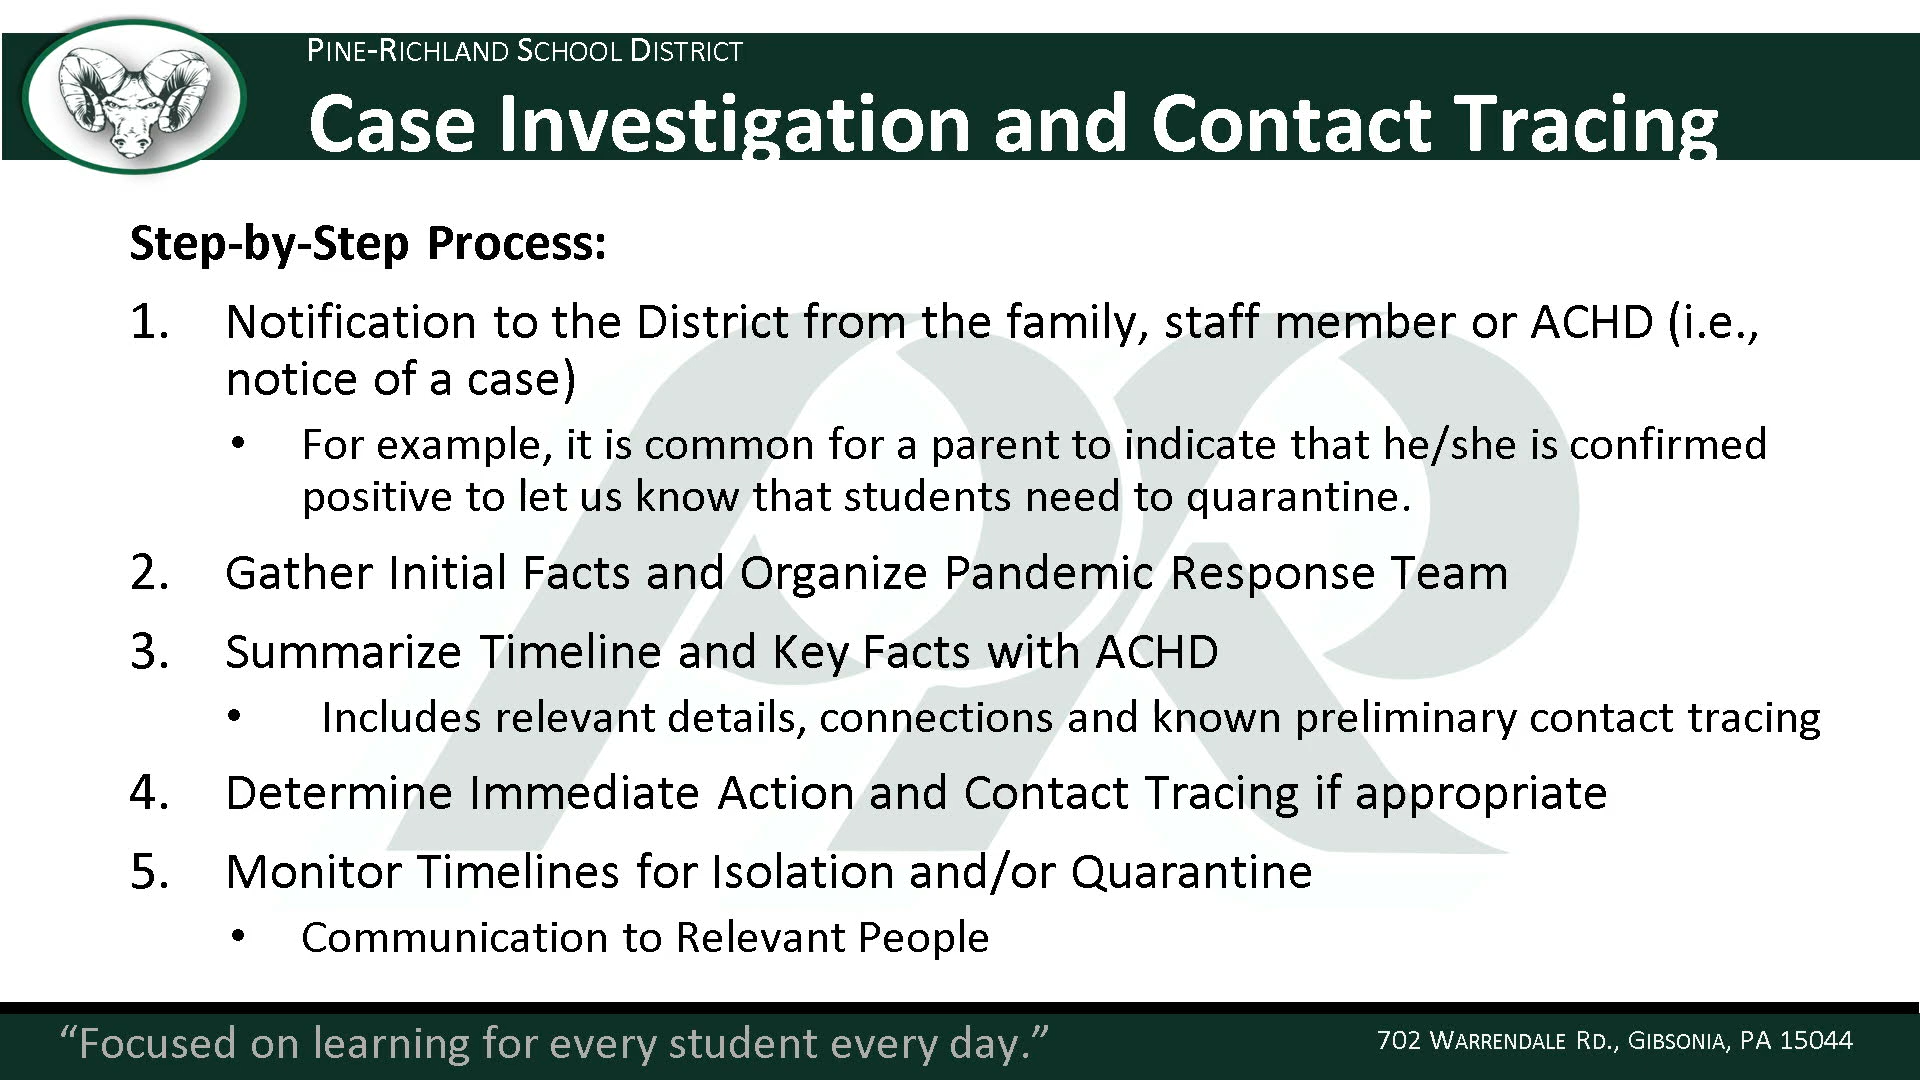 PINE-RICHLAND SCHOOL DISTRICT
Case Investigation and Contact Tracing
Step-by-Step Process:
1. Notification to the District from the family, staff member or ACHD (i.e.,
notice of a case)
• For example, it is common for a parent to indicate that he/she is confirmed
positive to let us know that students need to quarantine.
2. Gather Initial Facts and Organize Pandemic Response Team
3. Summarize Timeline and Key Facts with ACHD
• Includes relevant details, connections and known preliminary contact tracing
4. Determine Immediate Action and Contact Tracing if appropriate
5. Monitor Timelines for Isolation and/or Quarantine
• Communication to Relevant People
“Focused on learning for every student every day.”
702 WARRENDALE RD., GIBSONIA, PA 15044